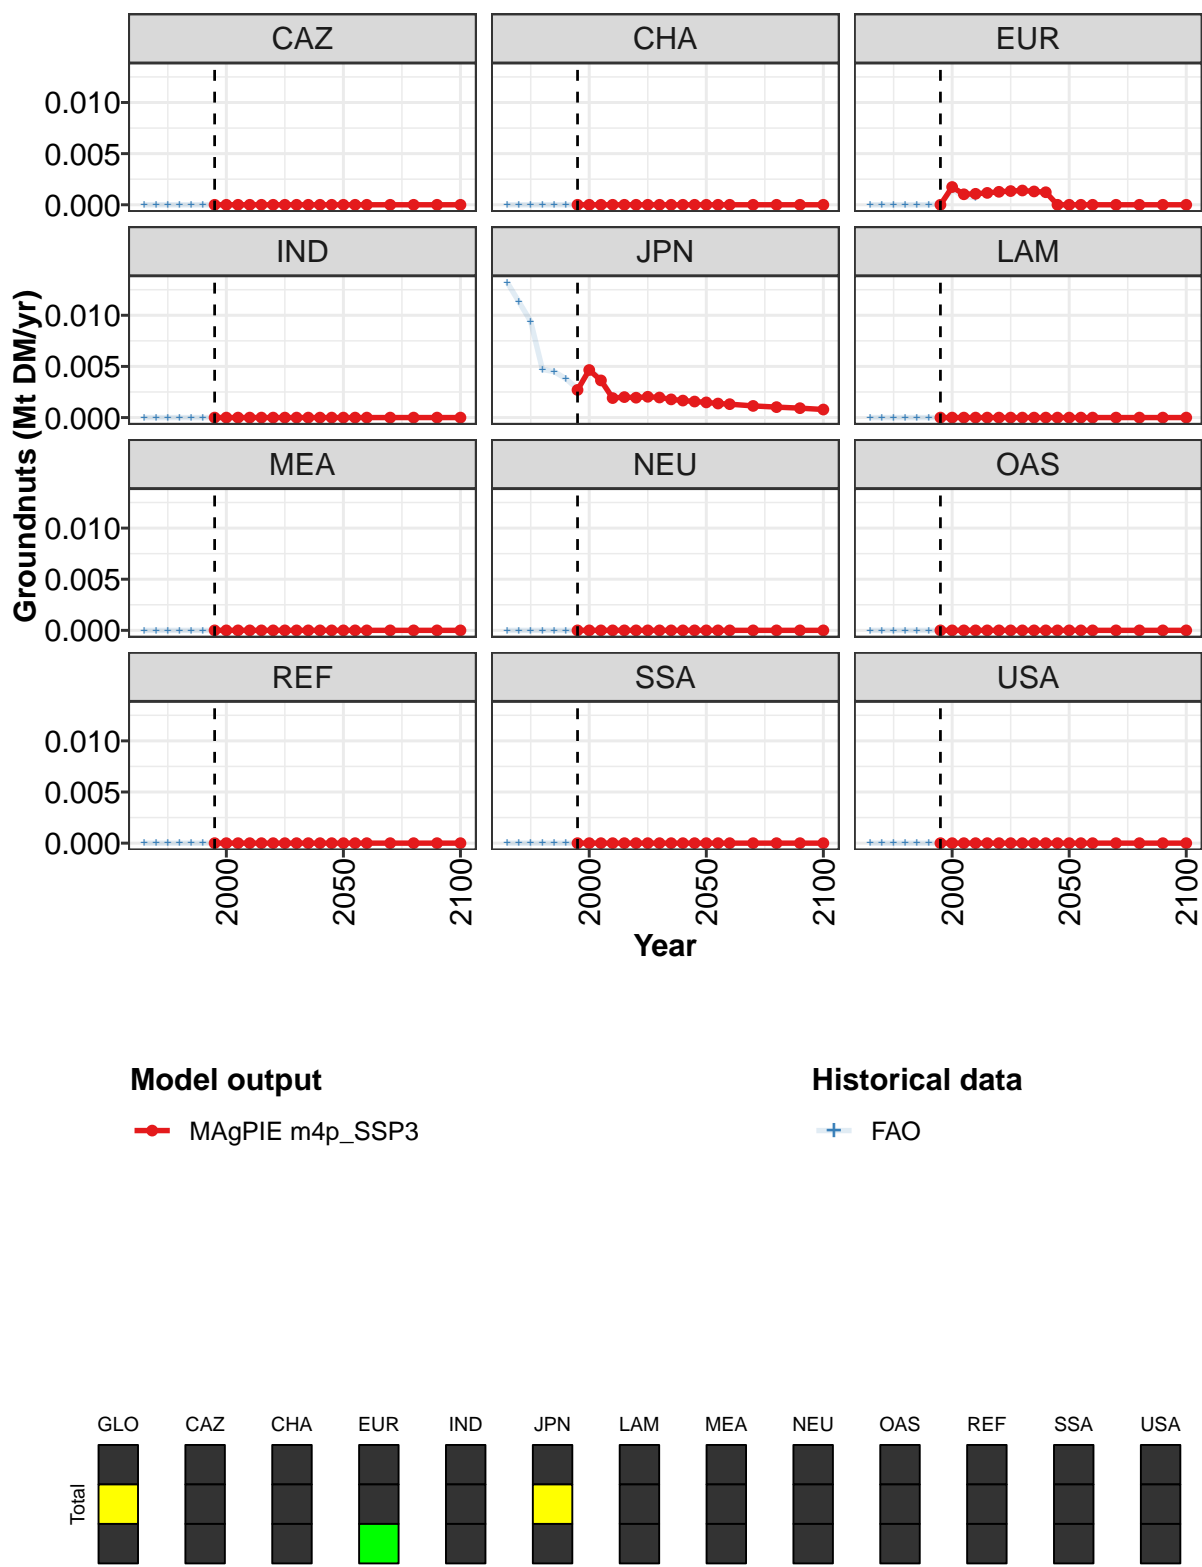 CAZ CHA EUR
0.010
0.005
0.000
IND JPN LAM
0.010
0.005
0.000
MEA NEU OAS
0.010
0.005
0.000
REF SSA USA
0.010
0.005
0.000
2000 2050 2100 2000 2050 2100 2000 2050 2100
Year
Groundnuts (Mt DM/yr)
Model output Historical data
MAgPIE m4p_SSP3 FAO
GLO CAZ CHA EUR IND JPN LAM MEA NEU OAS REF SSA USA
Total